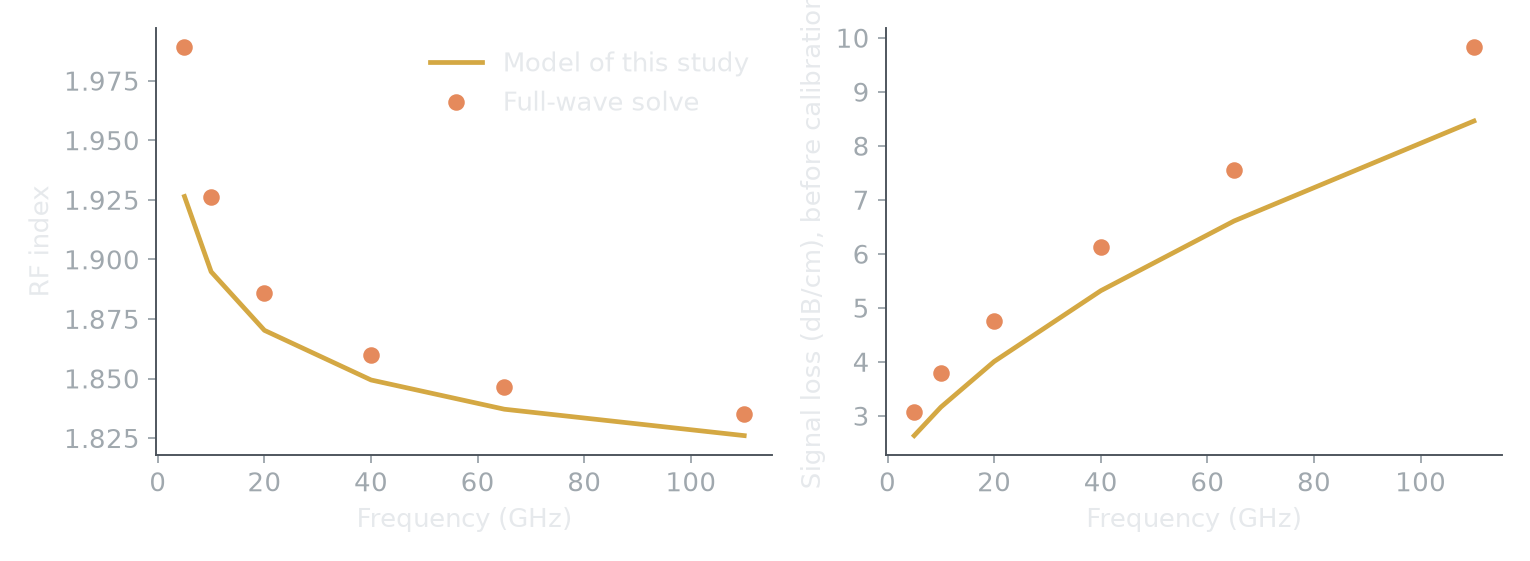 RF index
1.975
1.950
1.925
1.900
1.875
1.850
1.825
0 20 40 60 80 100
Frequency (GHz)
Model of this study
Full-wave solve
Signal loss (dB/cm), before calibration
10
9
8
7
6
5
4
3
0 20 40 60 80 100
Frequency (GHz)